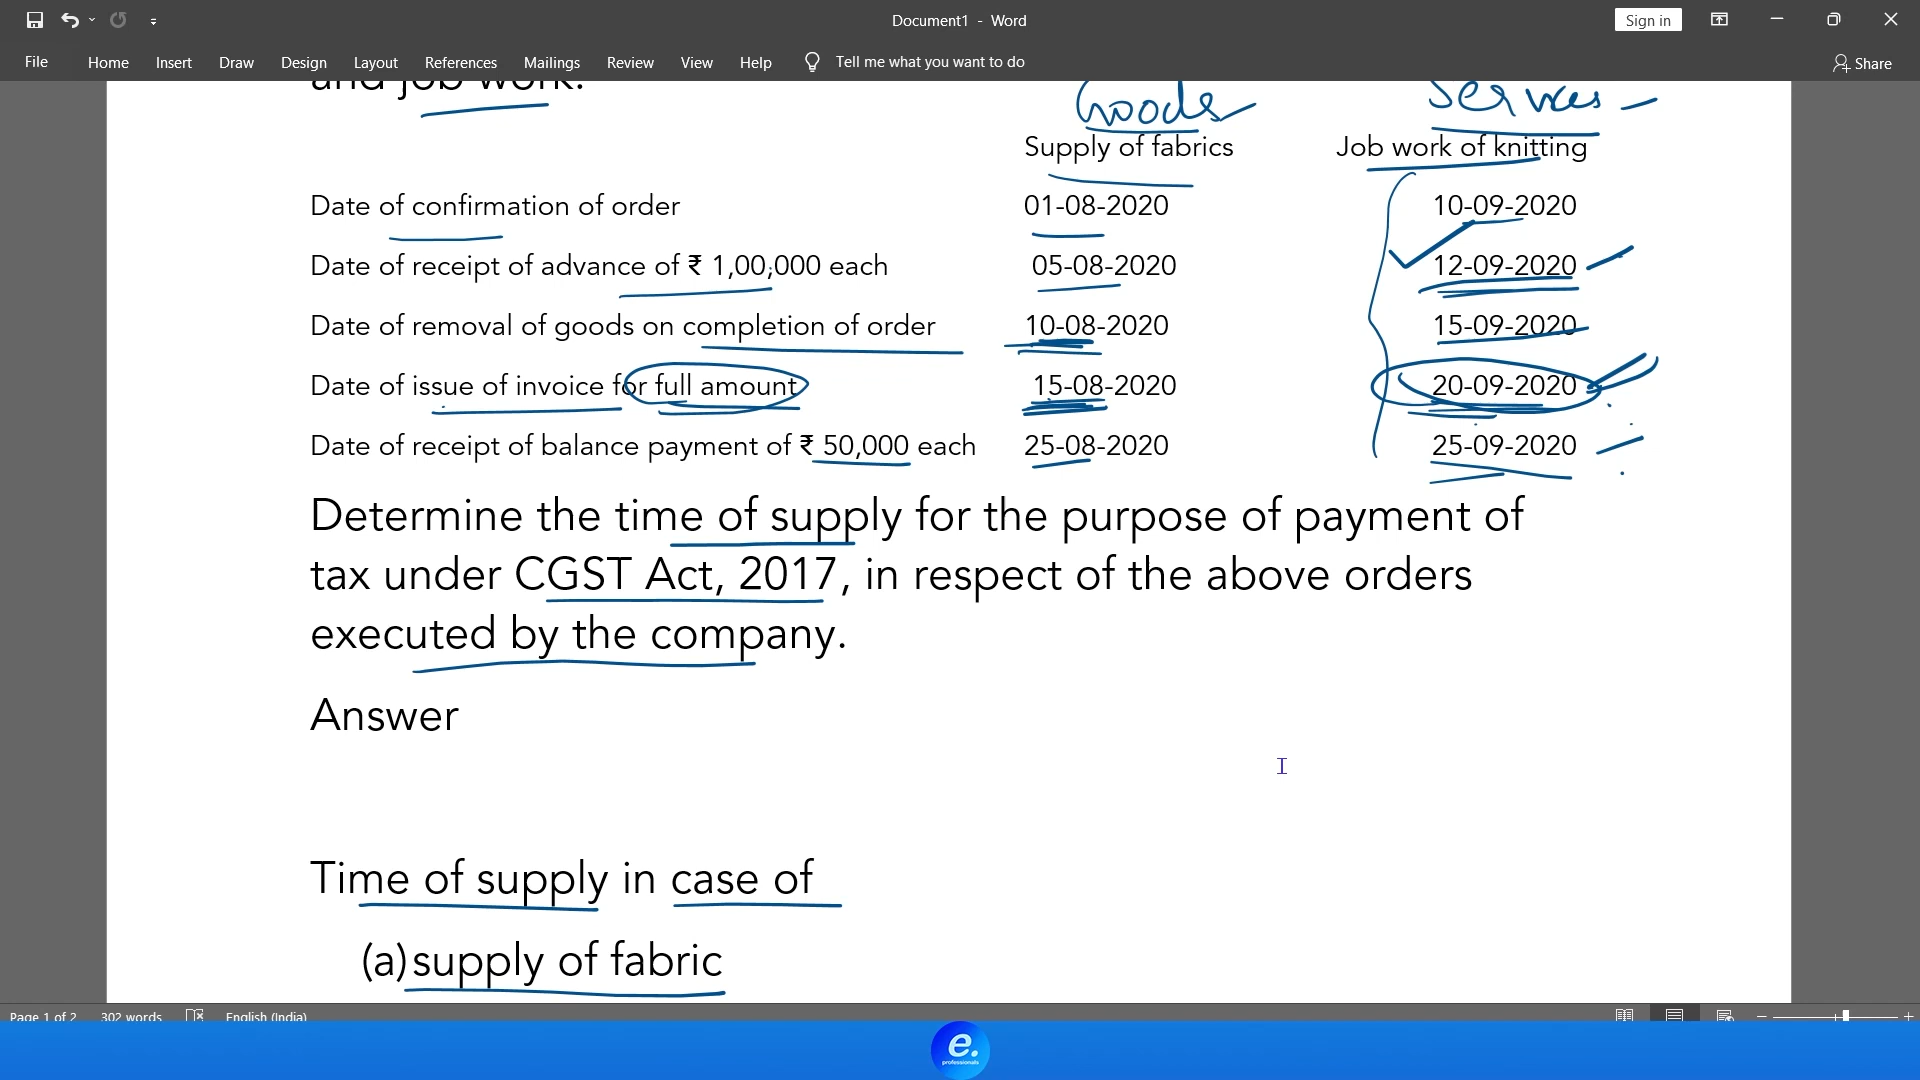 Document1 - Word
Sign in
File Home Insert Draw Design Layout References Mailings Review View Help Tell me what you want to do
Share
and job work.
Goods Services
Supply of fabrics Job work of knitting
Date of confirmation of order 01-08-2020 10-09-2020
Date of receipt of advance of ₹ 1,00,000 each 05-08-2020 12-09-2020
Date of removal of goods on completion of order 10-08-2020 15-09-2020
Date of issue of invoice for full amount 15-08-2020 20-09-2020
Date of receipt of balance payment of ₹ 50,000 each 25-08-2020 25-09-2020
Determine the time of supply for the purpose of payment of
tax under CGST Act, 2017, in respect of the above orders
executed by the company.
Answer
Time of supply in case of
(a) supply of fabric
Page 1 of 2 302 words English (India)
e.
professionals